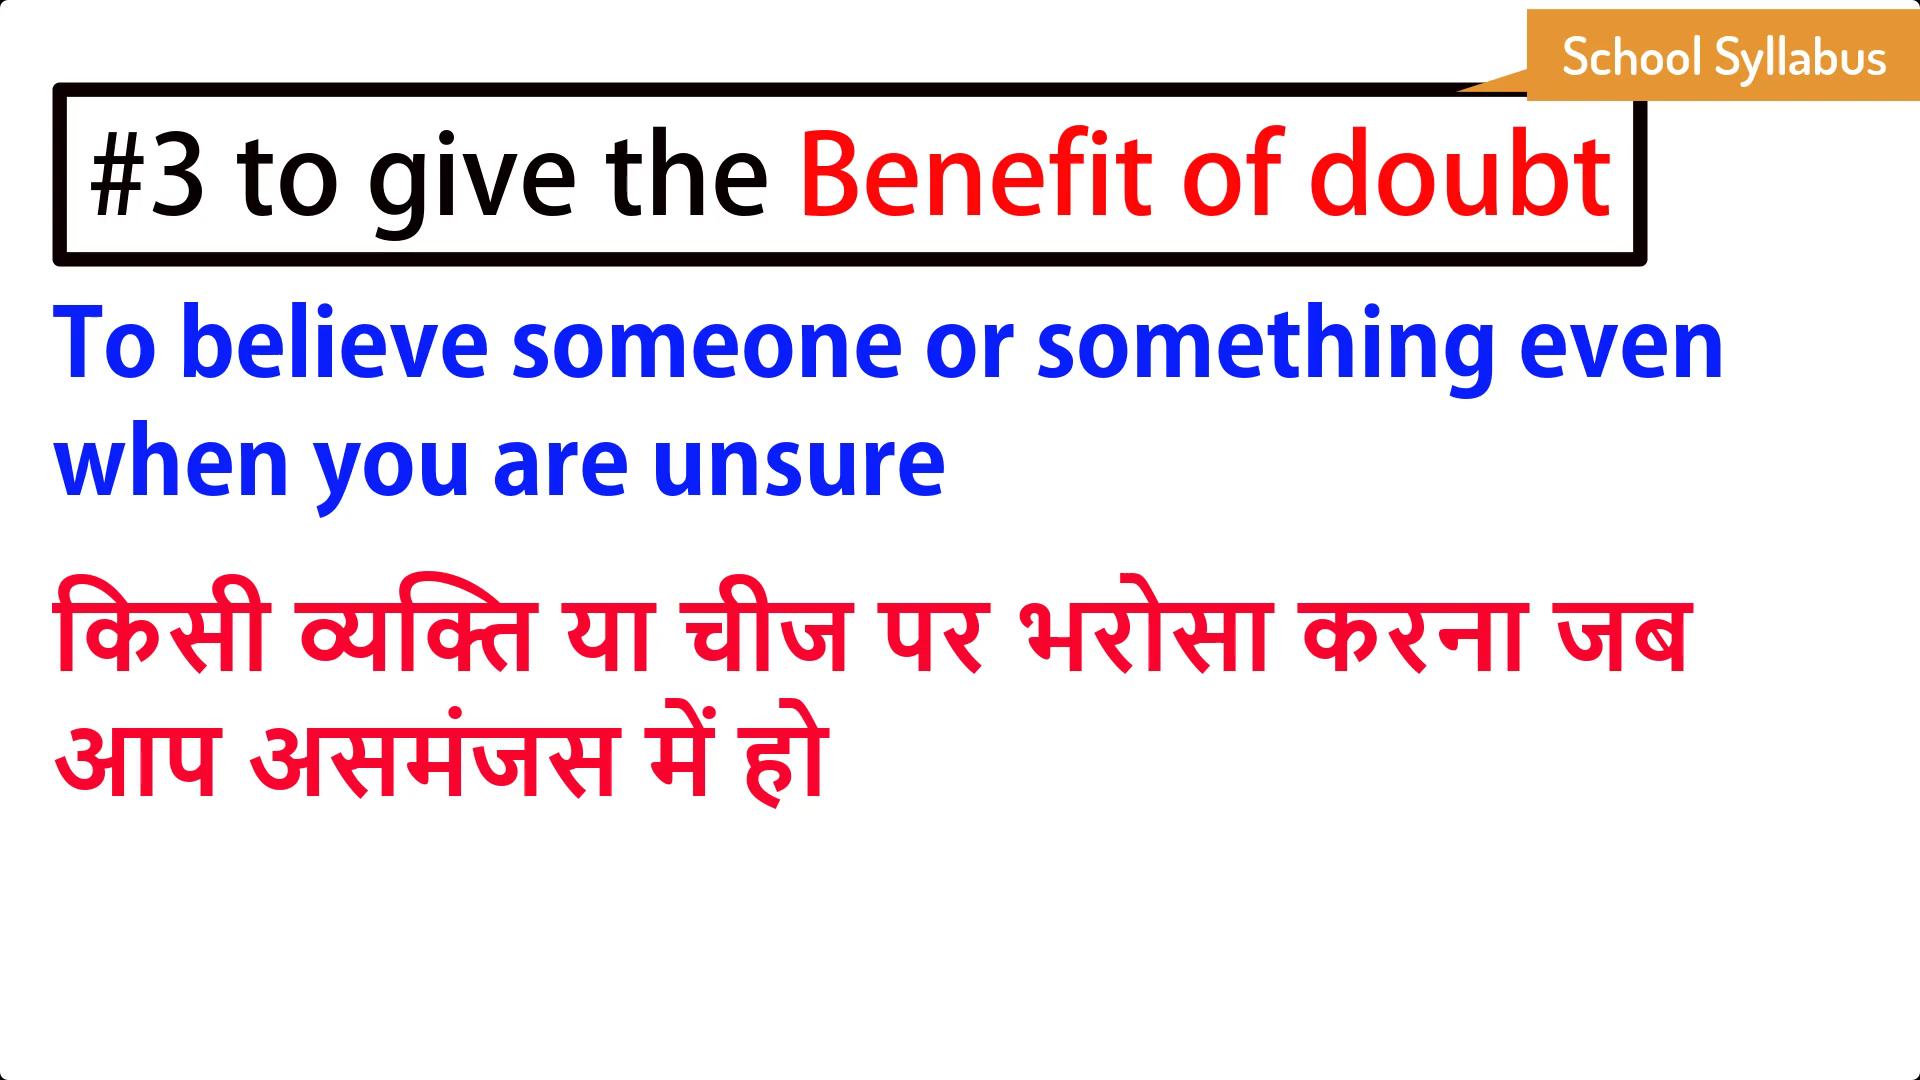 School Syllabus
#3 to give the Benefit of doubt
To believe someone or something even
when you are unsure
किसी व्यक्ति या चीज पर भरोसा करना जब
आप असमंजस में हो